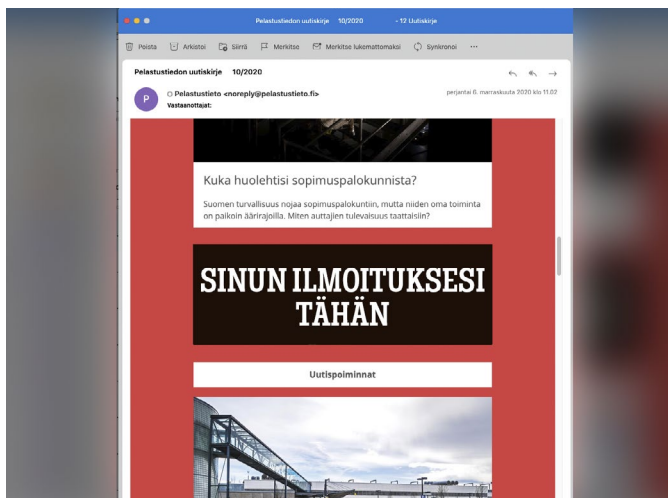 Pelastustiedon uutiskirje 10/2020 - 12 Uutiskirje
Poista Arkistoi Siirrä Merkitse Merkitse lukemattomaksi Synkronoi ...
Pelastustiedon uutiskirje 10/2020
P
Pelastustieto <noreply@pelastustieto.fi>
perjantai 6. marraskuuta 2020 klo 11.02
Vastaanottajat:
Kuka huolehtisi sopimuspalokunnista?
Suomen turvallisuus nojaa sopimuspalokuntiin, mutta niiden oma toiminta
on paikoin äärirajoilla. Miten auttajien tulevaisuus taattaisiin?
SINUN ILMOITUKSESI
TÄHÄN
Uutispoiminnat